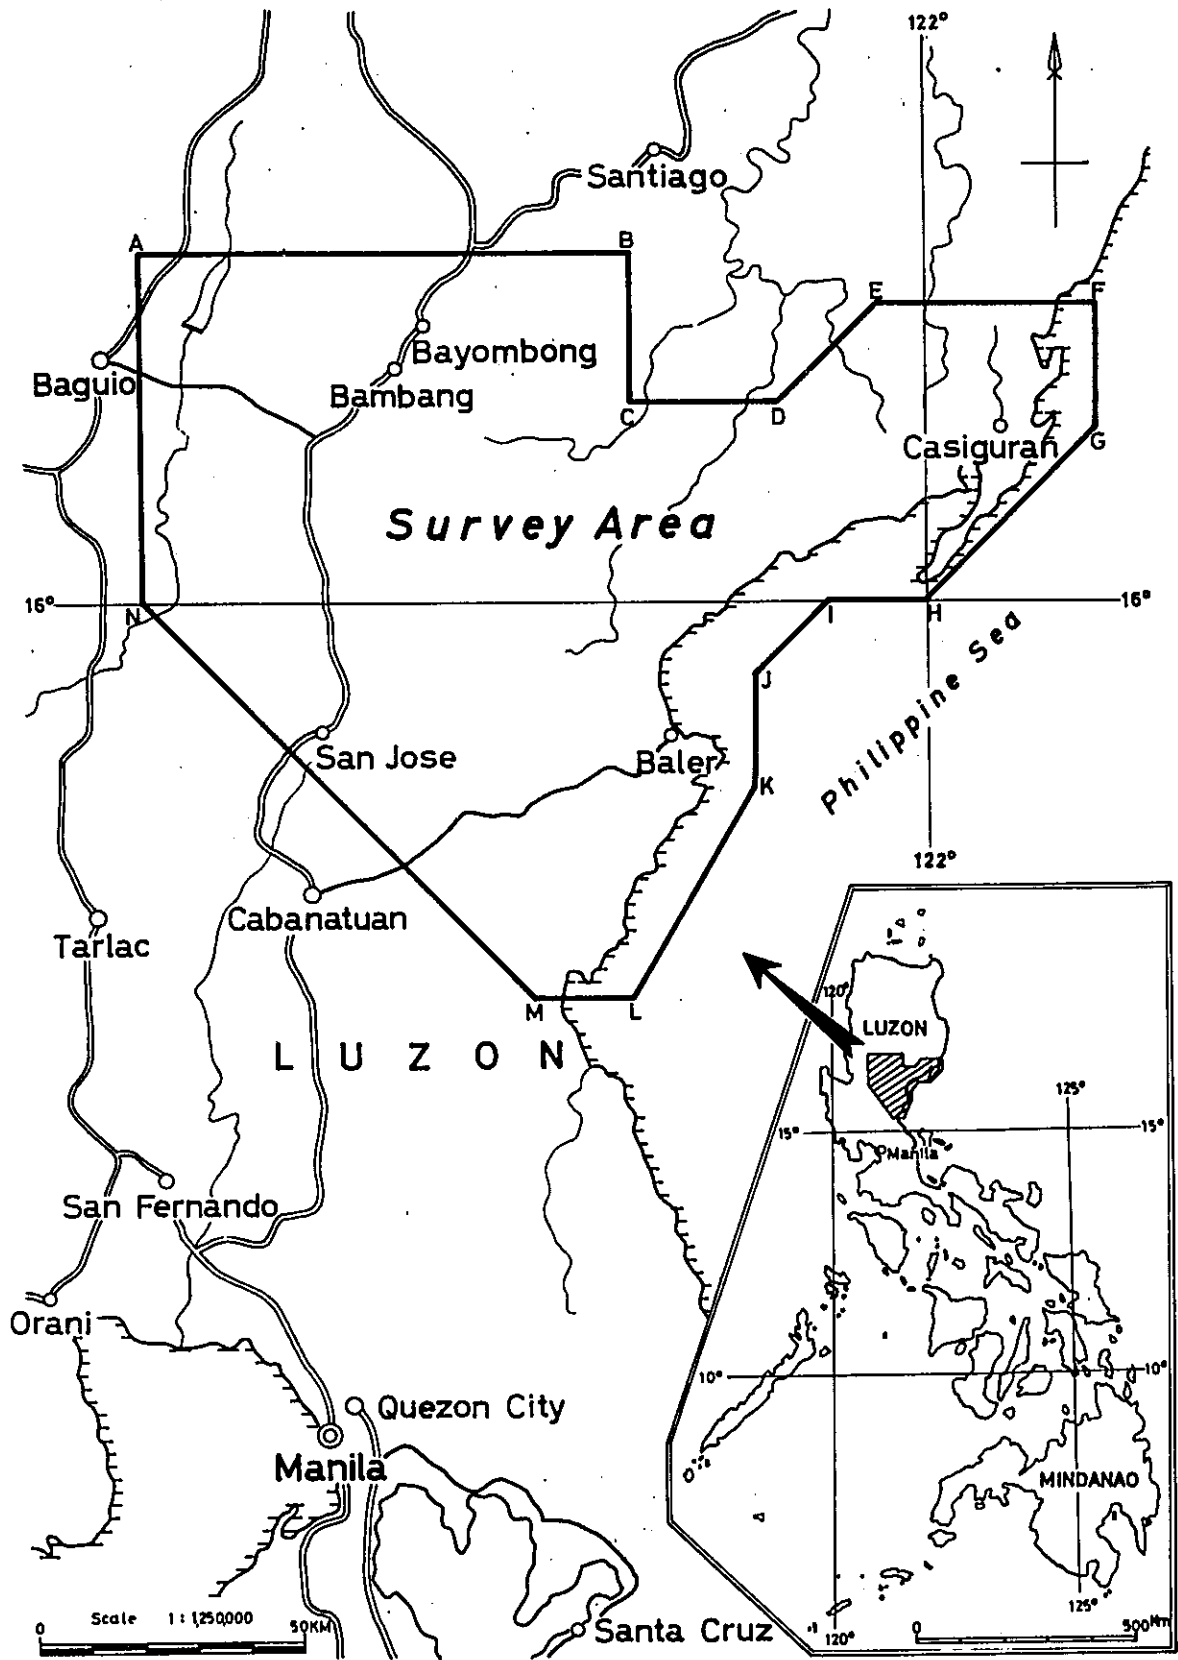 122°
Santiago
A
B
E
F
Bayombong
Baguio
Bambang
C
D
G
Casiguran
Survey Area
16°
N
I
H
16°
Philippine Sea
J
San Jose
Baler
K
122°
Cabanatuan
Tarlac
120°
M
L
LUZON
LUZON
125°
15°
15°
Manila
San Fernando
Orani
10°
10°
Quezon City
Manila
MINDANAO
125°
Scale 1:1,250,000
0
50KM
Santa Cruz
120°
0
500Km